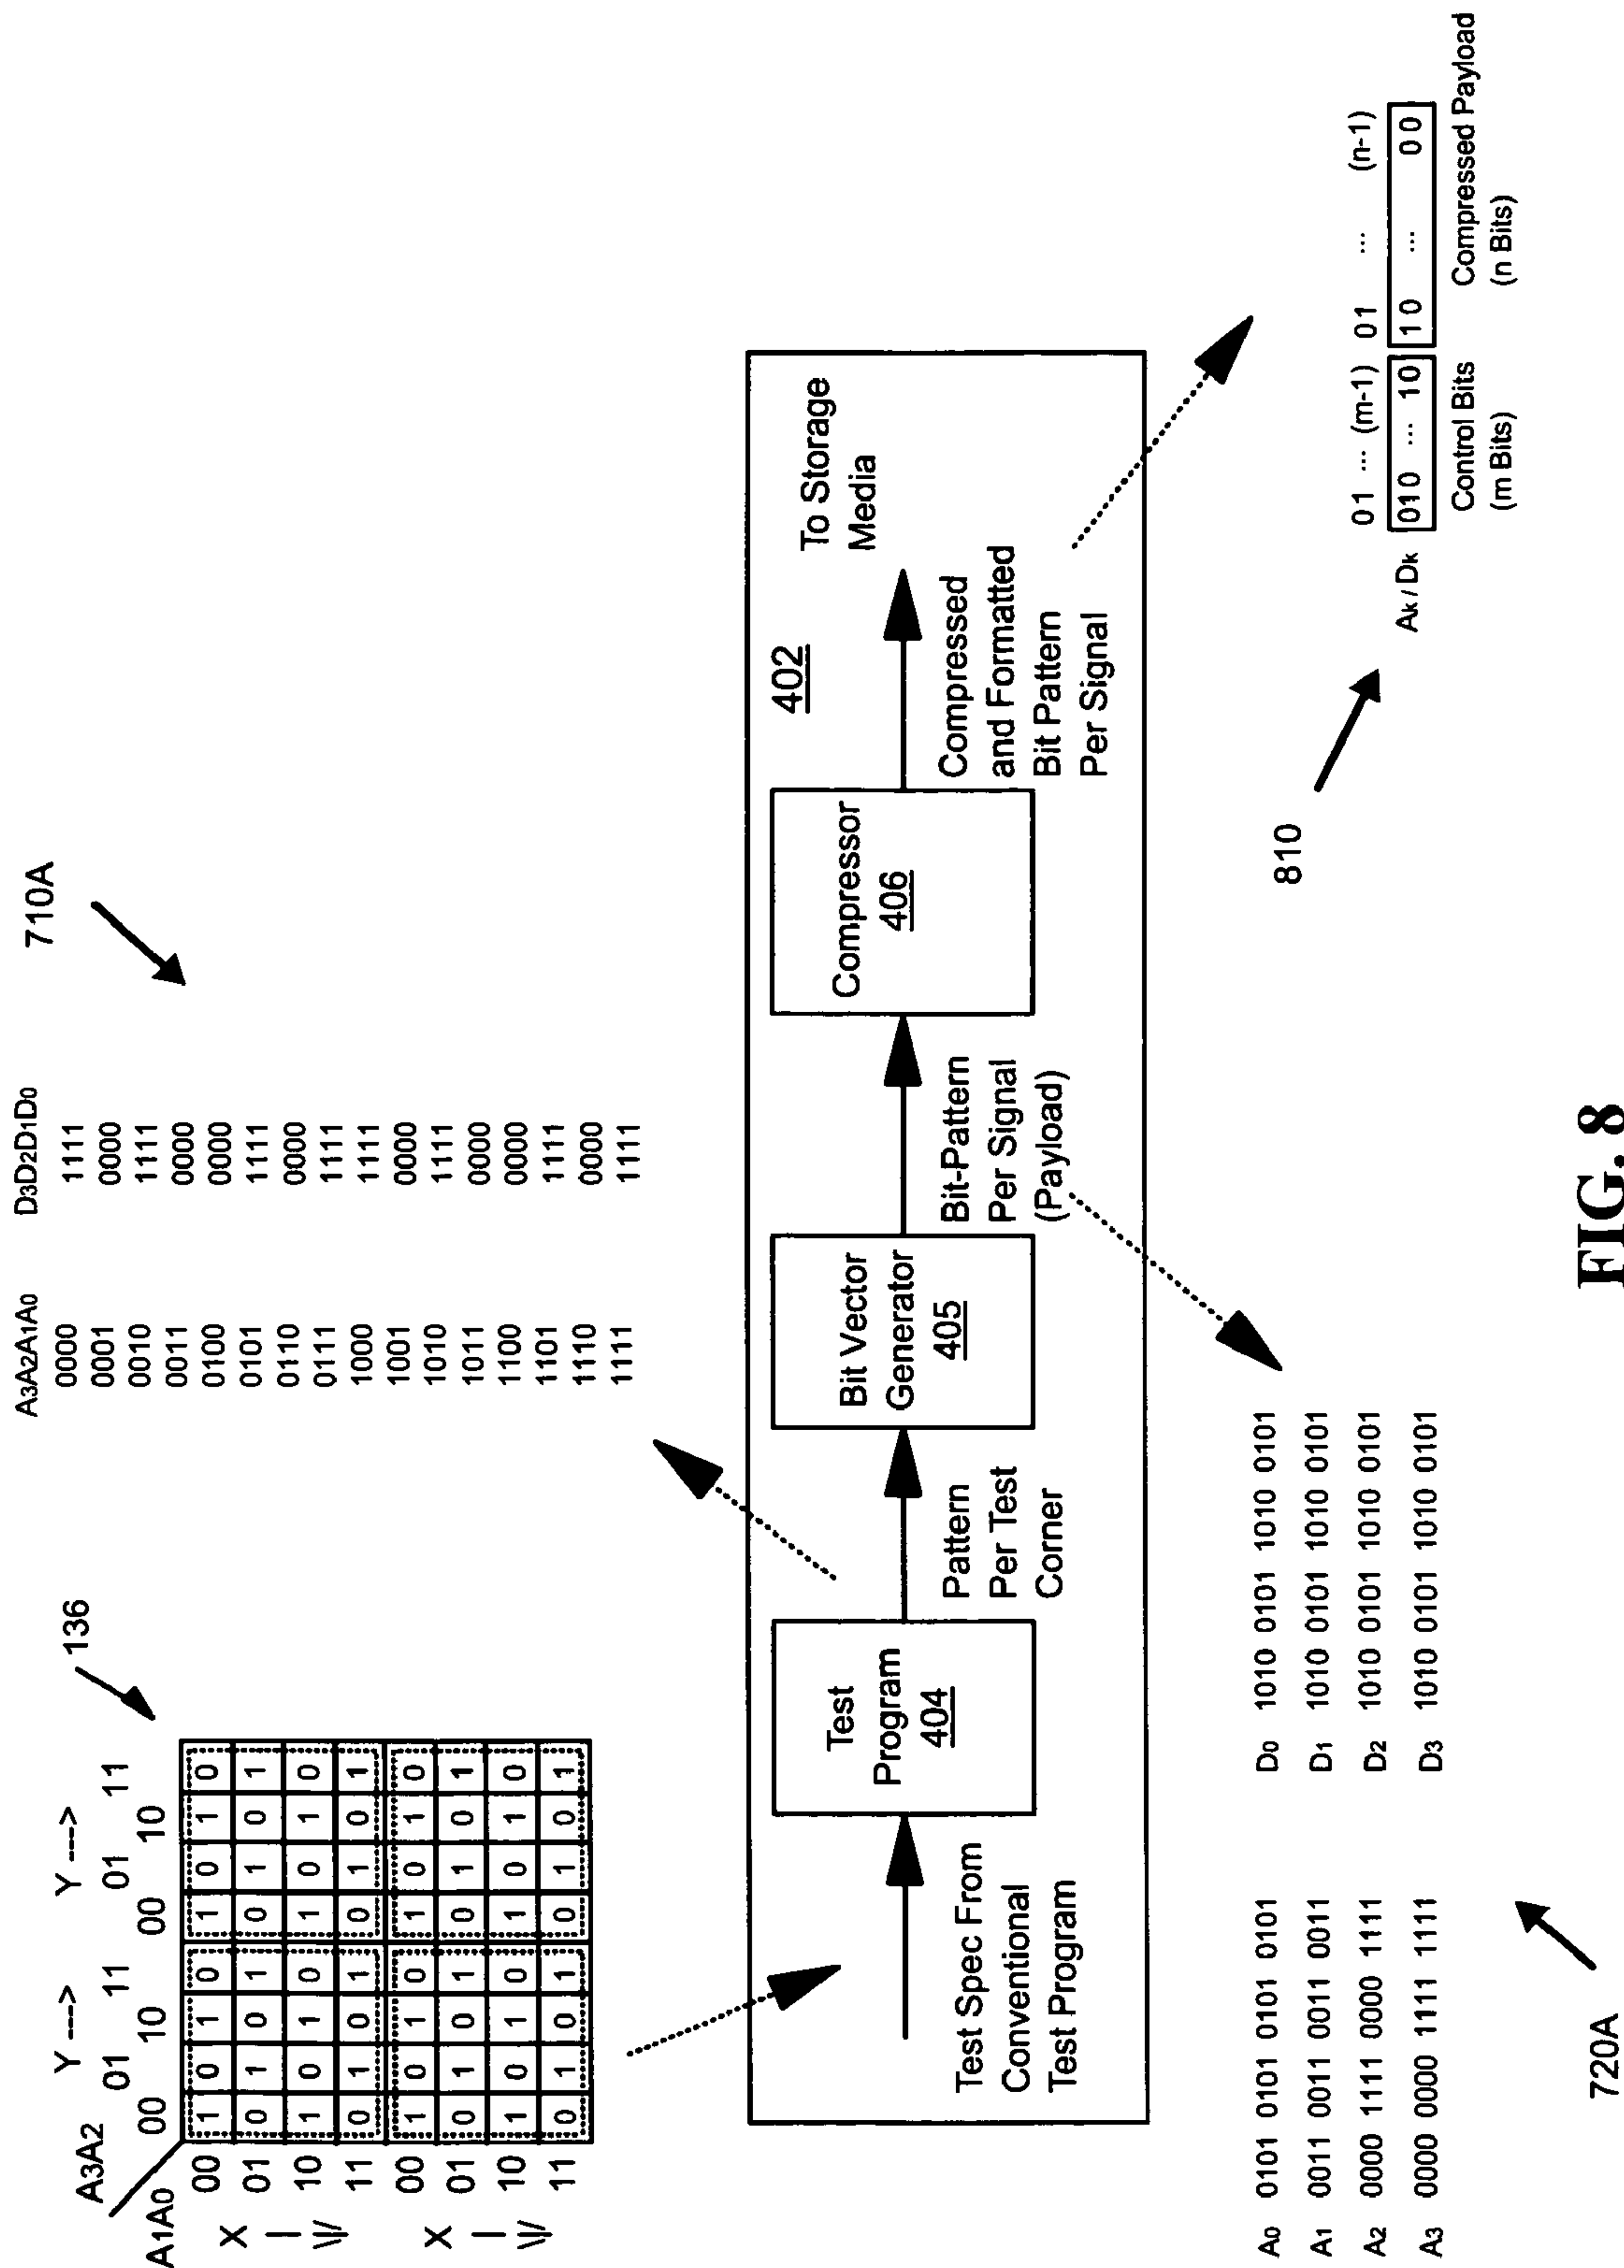 136
710A
Y ---> Y --->
A3A2 00 01 10 11 00 01 10 11
A1A0
X 00 1 0 1 0 1 0 1 0
| 01 0 1 0 1 0 1 0 1
\|/ 10 1 0 1 0 1 0 1 0
11 0 1 0 1 0 1 0 1
X 00 1 0 1 0 1 0 1 0
| 01 0 1 0 1 0 1 0 1
\|/ 10 1 0 1 0 1 0 1 0
11 0 1 0 1 0 1 0 1
A3A2A1A0 D3D2D1D0
0000 1111
0001 0000
0010 1111
0011 0000
0100 0000
0101 1111
0110 0000
0111 1111
1000 1111
1001 0000
1010 1111
1011 0000
1100 0000
1101 1111
1110 0000
1111 1111
402
Test Spec From
Conventional
Test Program
Test
Program
404
Pattern
Per Test
Corner
Bit Vector
Generator
405
Bit-Pattern
Per Signal
(Payload)
Compressor
406
To Storage
Media
Compressed
and Formatted
Bit Pattern
Per Signal
A0 0101 0101 0101 0101 D0 1010 0101 1010 0101 1010 0101
A1 0011 0011 0011 0011 D1 1010 0101 1010 0101 1010 0101
A2 0000 1111 0000 1111 D2 1010 0101 1010 0101 1010 0101
A3 0000 0000 1111 1111 D3 1010 0101 1010 0101 1010 0101
720A
810
01 ... (m-1) 01 ... (n-1)
Ak / Dk 010 ... 10 10 ... 00
Control Bits Compressed Payload
(m Bits) (n Bits)
FIG. 8